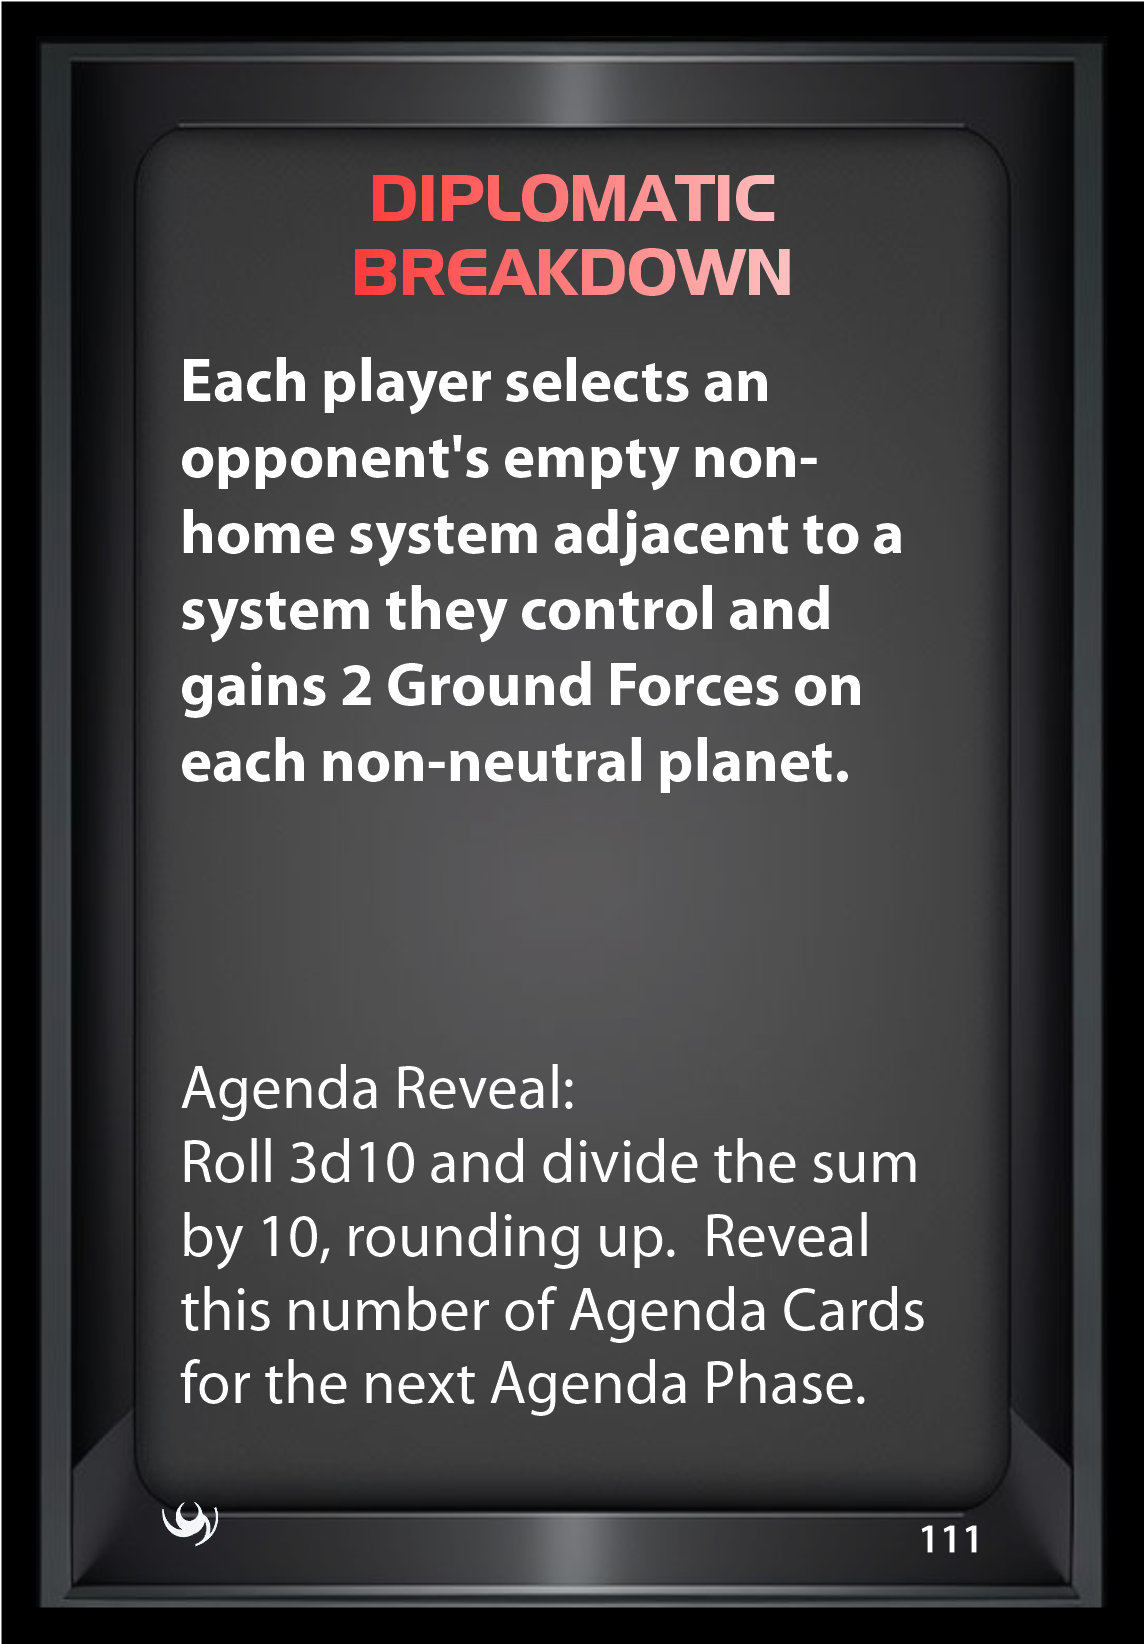 DIPLOMATIC
BREAKDOWN
Each player selects an
opponent's empty non-
home system adjacent to a
system they control and
gains 2 Ground Forces on
each non-neutral planet.
Agenda Reveal:
Roll 3d10 and divide the sum
by 10, rounding up.  Reveal
this number of Agenda Cards
for the next Agenda Phase.
111